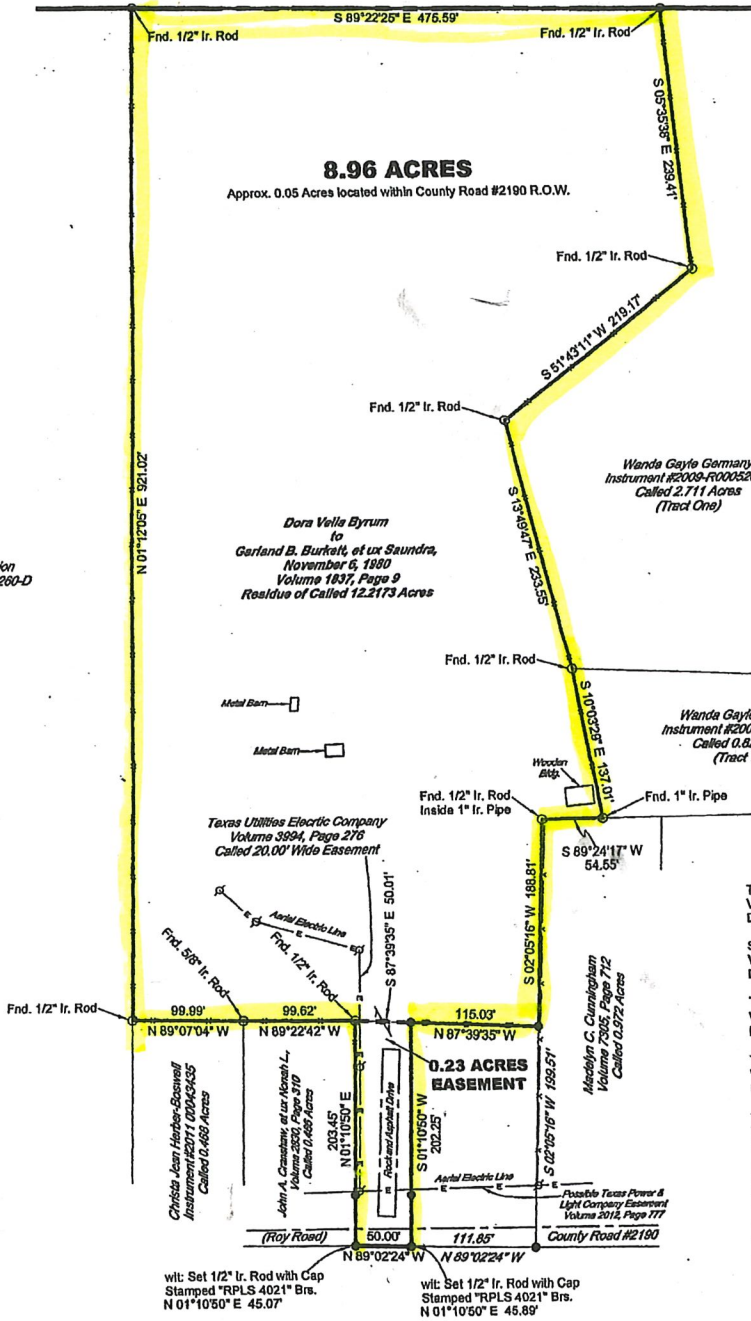 S 89°22'25" E 475.59'
Fnd. 1/2" Ir. Rod
Fnd. 1/2" Ir. Rod
S 05°35'38" E 239.41'
8.96 ACRES
Approx. 0.05 Acres located within County Road #2190 R.O.W.
Fnd. 1/2" Ir. Rod
S 51°43'11" W 219.17'
Fnd. 1/2" Ir. Rod
N 01°12'05" E 921.02'
Wanda Gayle Germany
Instrument #2009-R000520
Called 2.711 Acres
(Tract One)
S 13°49'47" E 233.55'
Dora Vella Byrum
to
Garland B. Burkett, et ux Saundra,
November 6, 1980
Volume 1837, Page 9
Residue of Called 12.2173 Acres
260-D
Fnd. 1/2" Ir. Rod
S 10°03'29" E 137.01'
Metal Barn
Metal Barn
Wanda Gayle
Instrument #200
Called 0.8
(Tract
Wooden
Bldg.
Fnd. 1/2" Ir. Rod
Inside 1" Ir. Pipe
Fnd. 1" Ir. Pipe
S 89°24'17" W
54.55'
Texas Utilities Elecrtic Company
Volume 3994, Page 276
Called 20.00' Wide Easement
S 87°39'35" E 50.01'
S 02°05'16" W 188.81'
Aerial Electric Line
E
E
Fnd. 5/8" Ir. Rod
Fnd. 1/2" Ir. Rod
Fnd. 1/2" Ir. Rod
99.99'
N 89°07'04" W
99.62'
N 89°22'42" W
115.03'
N 87°39'35" W
Madelyn C. Cunningham
Volume 7305, Page 712
Called 0.972 Acres
0.23 ACRES
EASEMENT
Christa Jean Herber-Boswell
Instrument #2011 00043435
Called 0.466 Acres
John A. Crenshaw, et ux Norah L.,
Volume 2830, Page 310
Called 0.466 Acres
203.45'
N 01°10'50" E
Rock and Asphalt Drive
S 01°10'50" W
202.25'
S 02°05'16" W 199.51'
Aerial Electric Line
E
E
E
Possible Texas Power &
Light Company Easement
Volume 2012, Page 777
(Roy Road)
50.00'
N 89°02'24" W
111.85'
N 89°02'24" W
County Road #2190
wit: Set 1/2" Ir. Rod with Cap
Stamped "RPLS 4021" Brs.
N 01°10'50" E 45.07'
wit: Set 1/2" Ir. Rod with Cap
Stamped "RPLS 4021" Brs.
N 01°10'50" E 45.89'